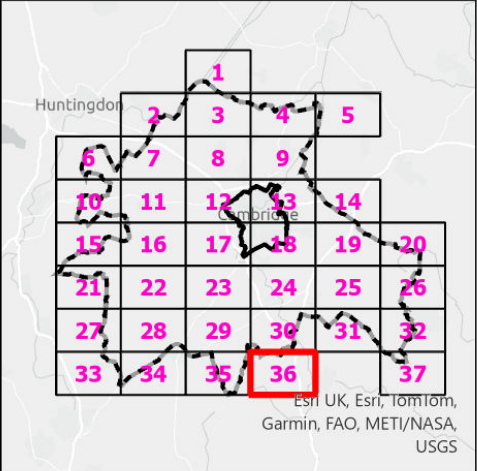 1
Huntingdon
2 3 4 5
6 7 8 9
10 11 12 13 14
Cambridge
15 16 17 18 19 20
21 22 23 24 25 26
27 28 29 30 31 32
33 34 35 36 37
Esri UK, Esri, TomTom,
Garmin, FAO, METI/NASA,
USGS